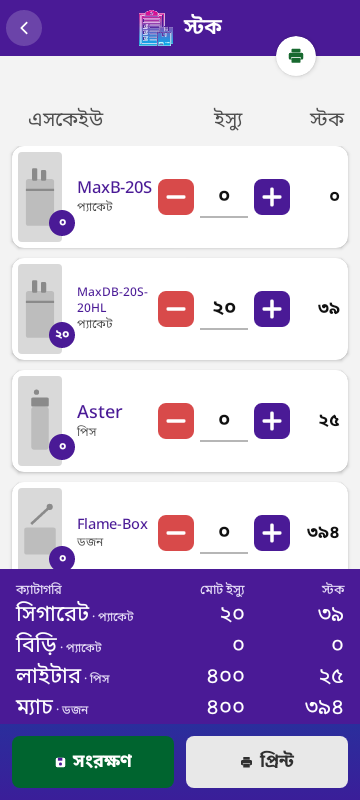 স্টক
এসকেইউ ইস্যু স্টক
MaxB-20S
প্যাকেট
০ ০ ০
MaxDB-20S-
20HL
প্যাকেট
২০ ২০ ৩৯
Aster
পিস
০ ০ ২৫
Flame-Box
ডজন
০ ০ ৩৯৪
ক্যাটাগরি মোট ইস্যু স্টক
সিগারেট · প্যাকেট ২০ ৩৯
বিড়ি · প্যাকেট ০ ০
লাইটার · পিস ৪০০ ২৫
ম্যাচ · ডজন ৪০০ ৩৯৪
সংরক্ষণ প্রিন্ট